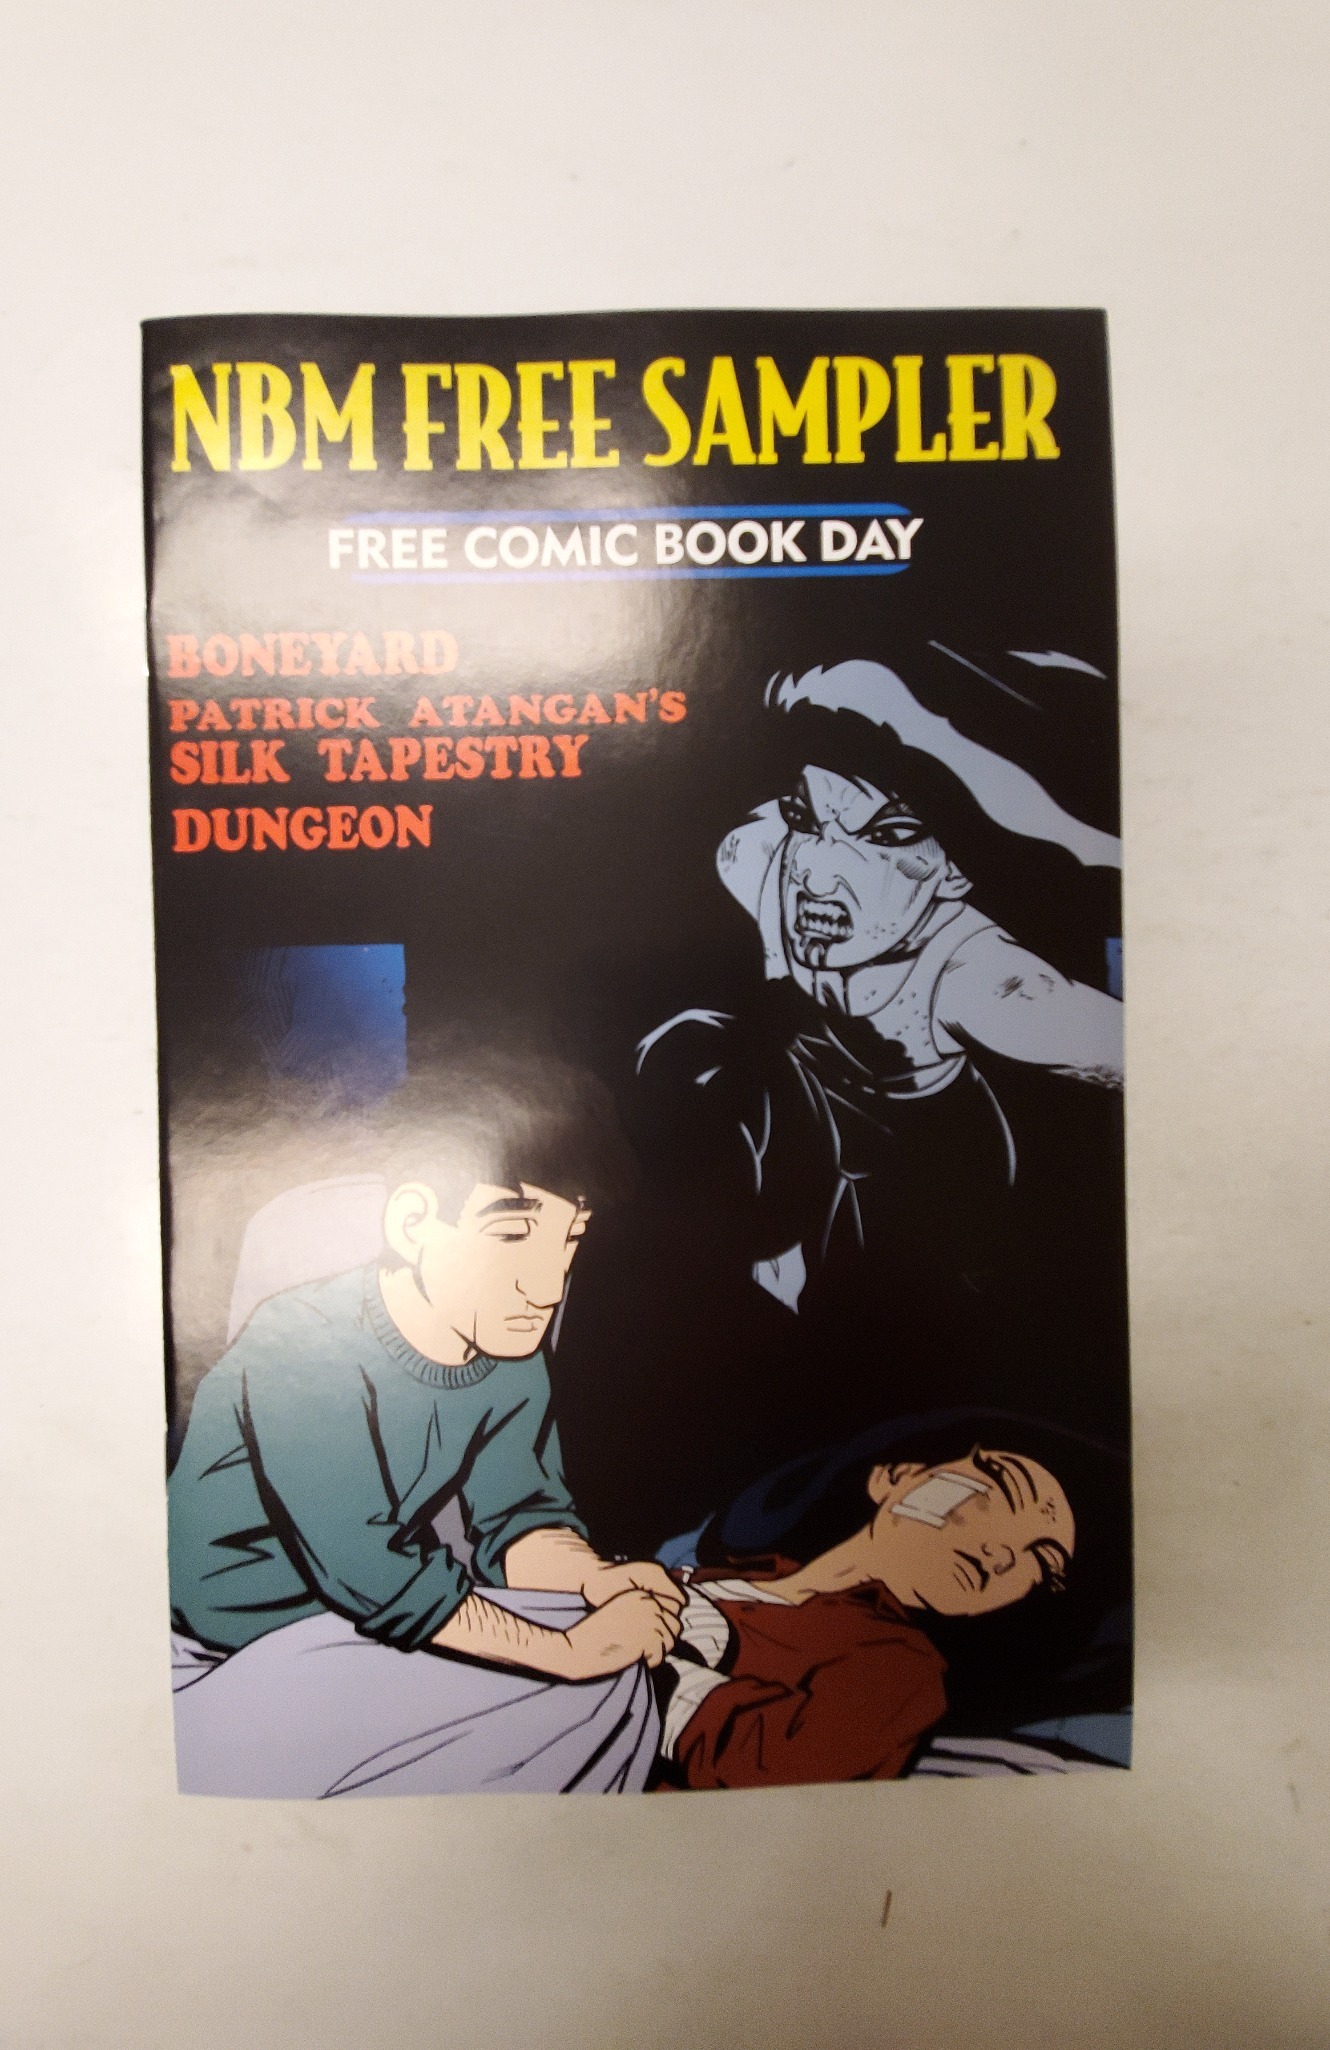 NBM FREE SAMPLER
FREE COMIC BOOK DAY
BONEYARD
PATRICK ATANGAN'S
SILK TAPESTRY
DUNGEON